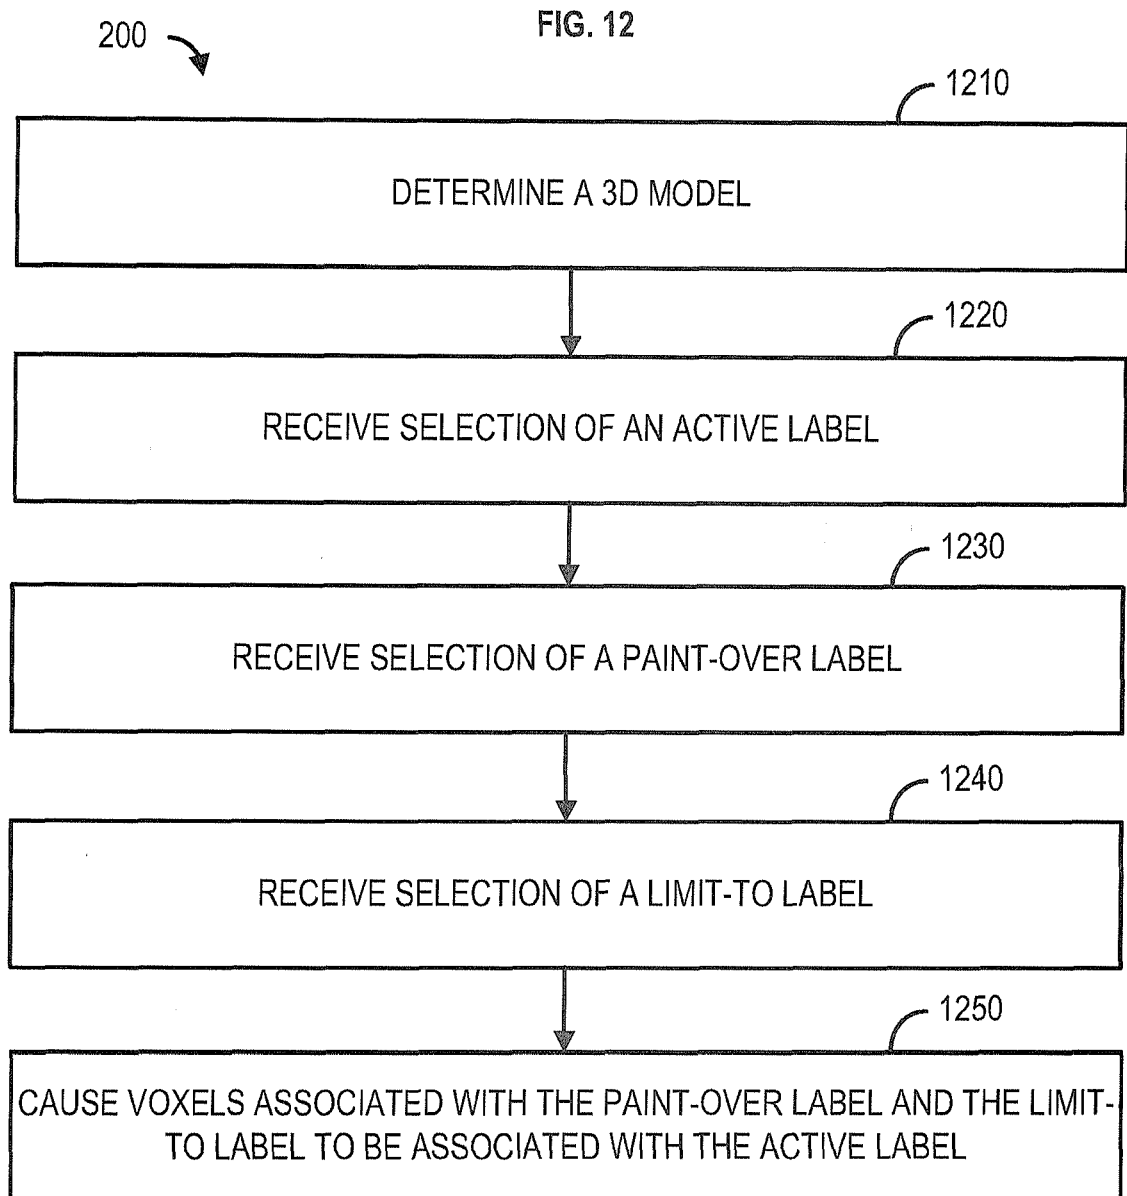 FIG. 12
200
1210
DETERMINE A 3D MODEL
1220
RECEIVE SELECTION OF AN ACTIVE LABEL
1230
RECEIVE SELECTION OF A PAINT-OVER LABEL
1240
RECEIVE SELECTION OF A LIMIT-TO LABEL
1250
CAUSE VOXELS ASSOCIATED WITH THE PAINT-OVER LABEL AND THE LIMIT-
TO LABEL TO BE ASSOCIATED WITH THE ACTIVE LABEL